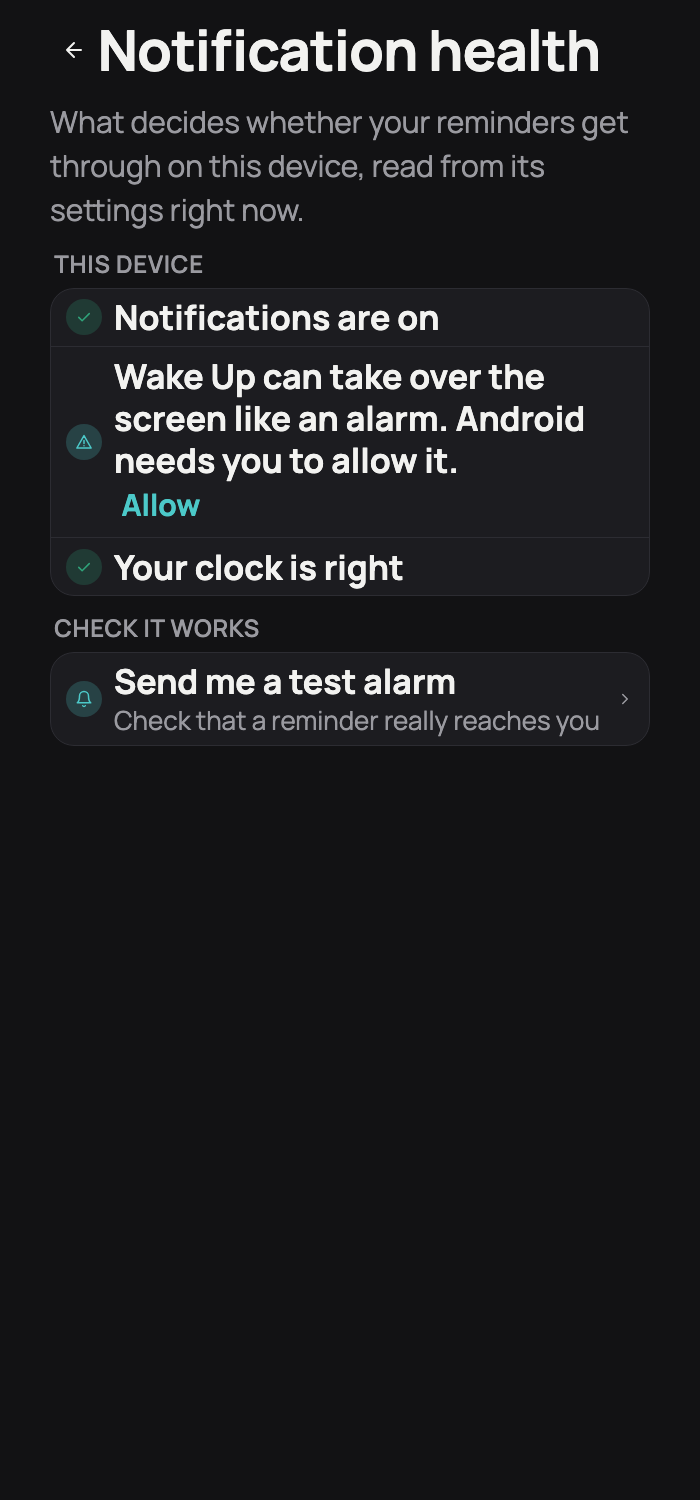 Notification health
What decides whether your reminders get
through on this device, read from its
settings right now.
THIS DEVICE
Notifications are on
Wake Up can take over the
screen like an alarm. Android
needs you to allow it.
Allow
Your clock is right
CHECK IT WORKS
Send me a test alarm
Check that a reminder really reaches you